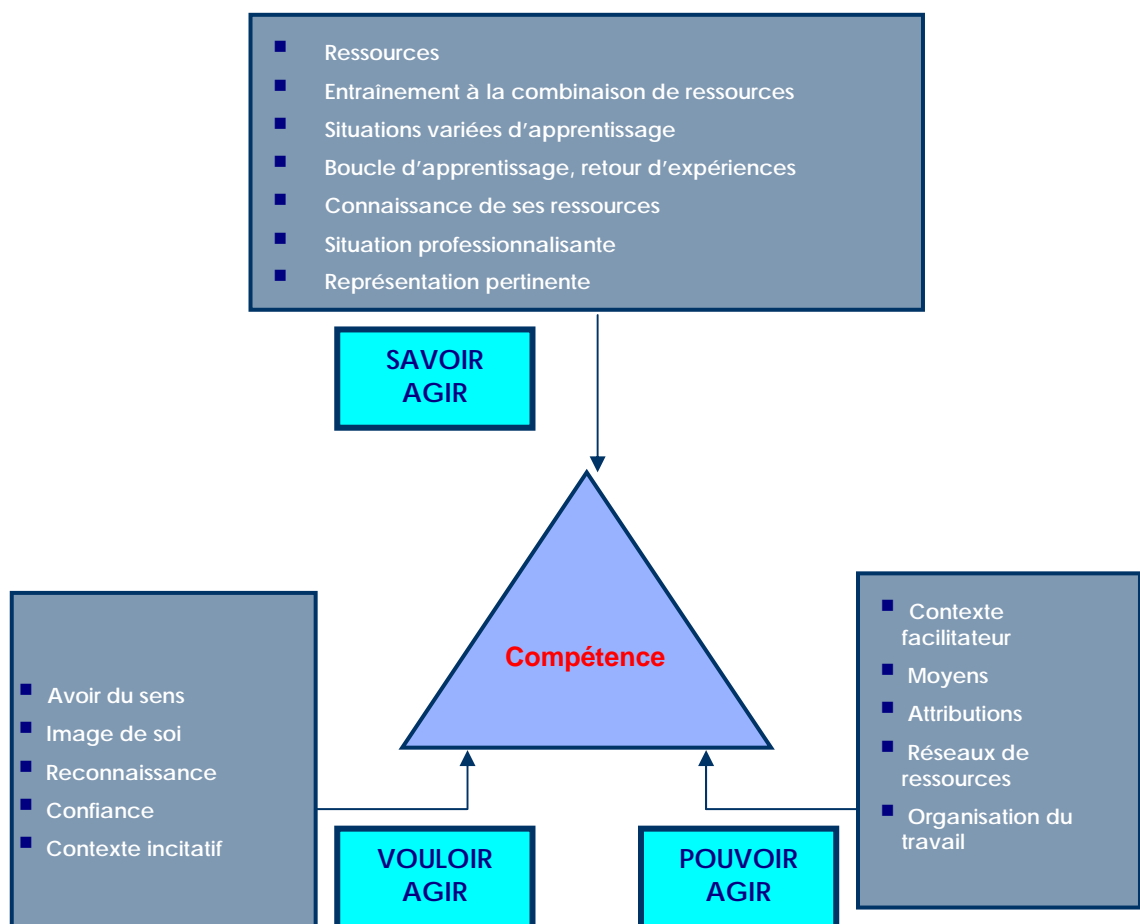 Ressources
Entraînement à la combinaison de ressources
Situations variées d'apprentissage
Boucle d'apprentissage, retour d'expériences
Connaissance de ses ressources
Situation professionnalisante
Représentation pertinente
SAVOIR
AGIR
Compétence
Avoir du sens
Image de soi
Reconnaissance
Confiance
Contexte incitatif
Contexte
facilitateur
Moyens
Attributions
Réseaux de
ressources
Organisation du
travail
VOULOIR
AGIR
POUVOIR
AGIR